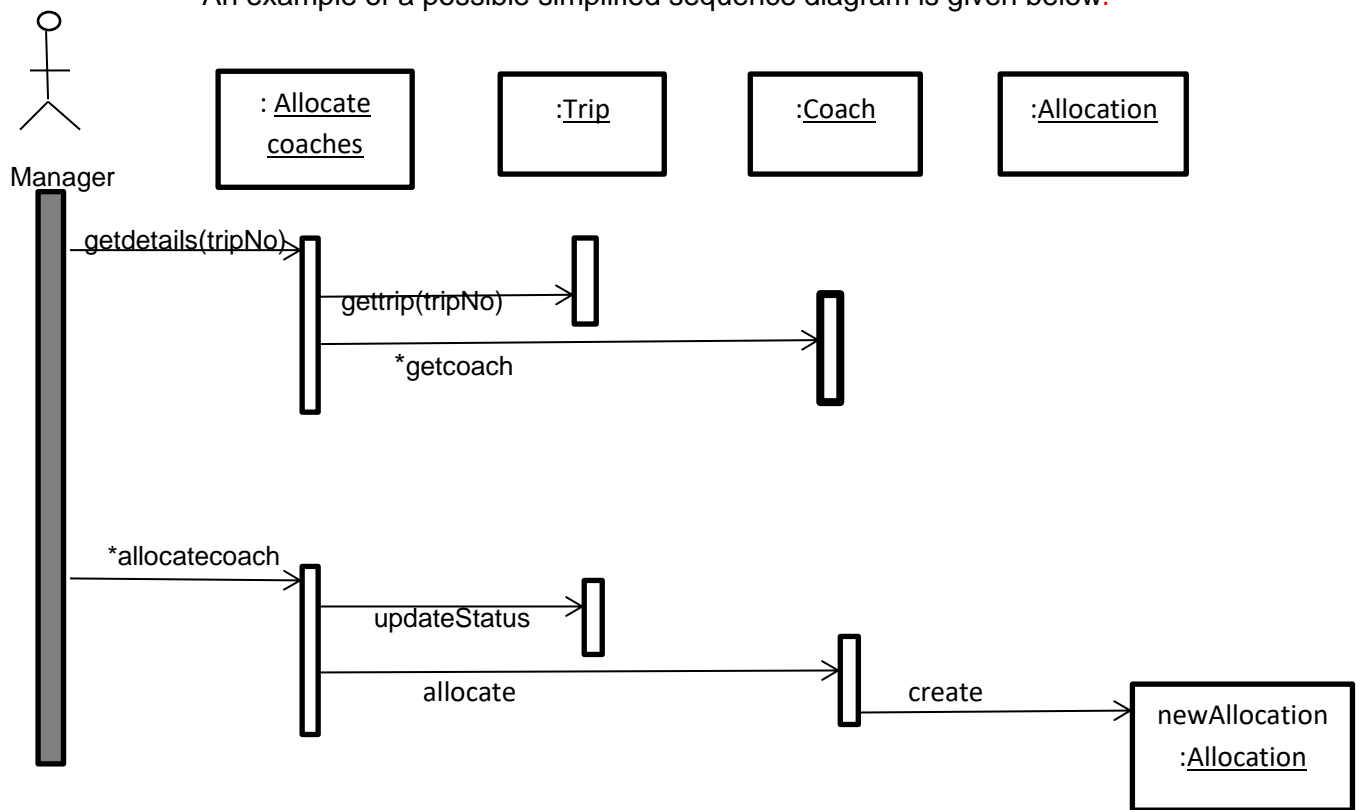 An example of a possible simplified sequence diagram is given below.
: Allocate
coaches
:Trip
:Coach
:Allocation
Manager
getdetails(tripNo)
gettrip(tripNo)
*getcoach
*allocatecoach
updateStatus
allocate
create
newAllocation
:Allocation